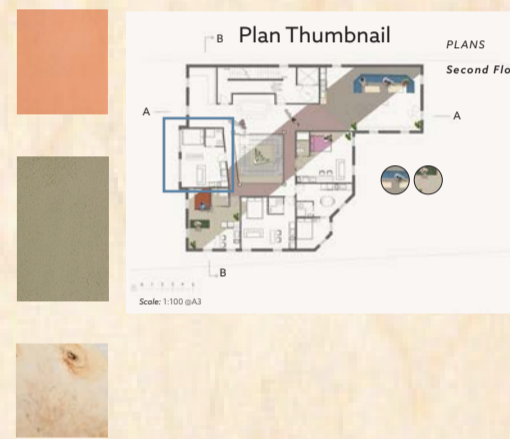 B
Plan Thumbnail
PLANS
Second Flo
A
A
B
Scale: 1:100 @A3